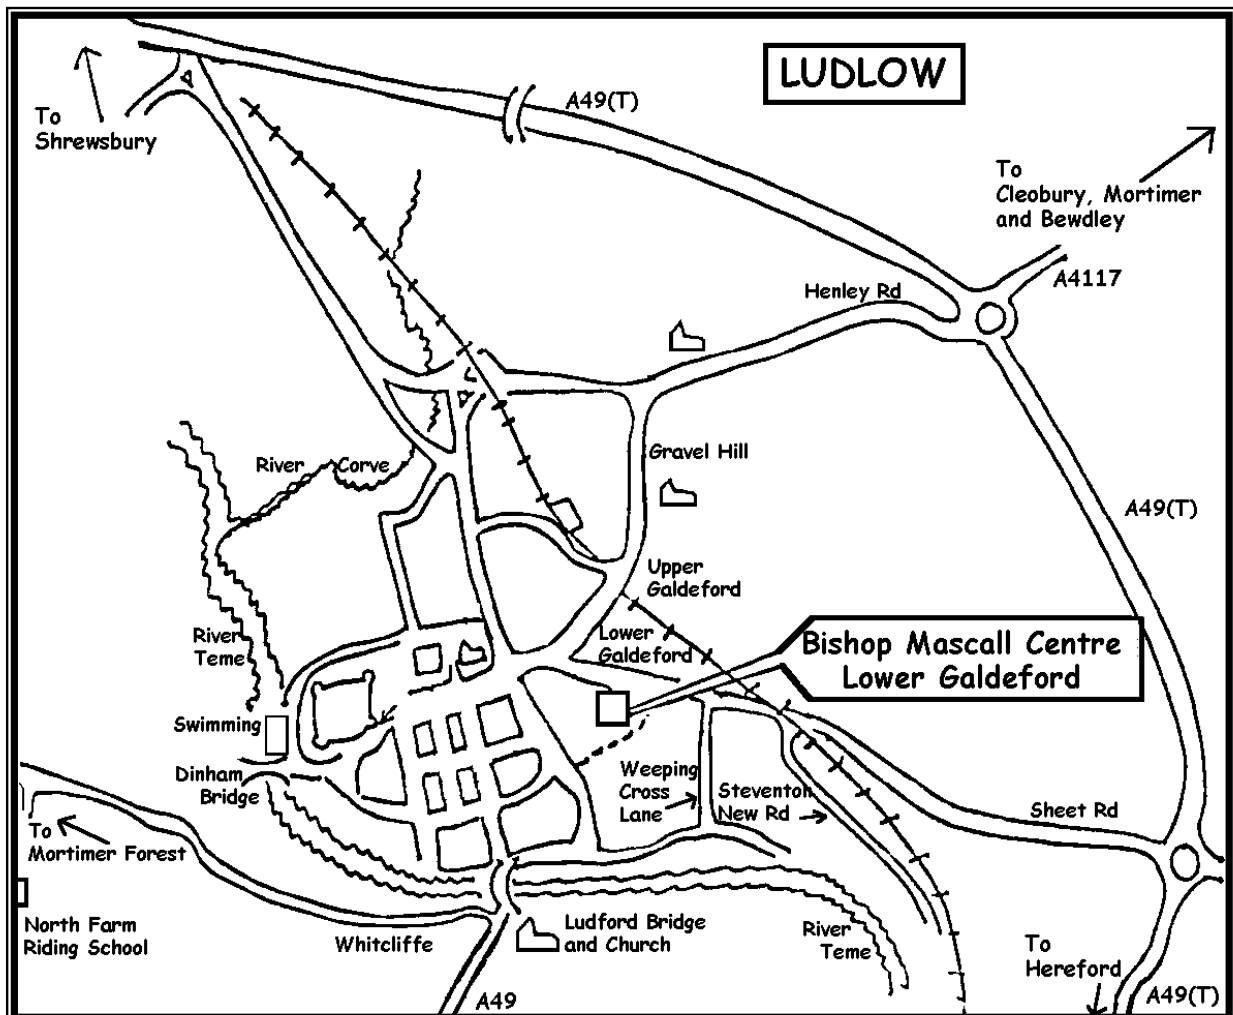 LUDLOW
A49(T)
To
Shrewsbury
To
Cleobury, Mortimer
and Bewdley
A4117
Henley Rd
Gravel Hill
River Corve
A49(T)
Upper
Galdeford
River
Teme
Lower
Galdeford
Bishop Mascall Centre
Lower Galdeford
Swimming
Dinham
Bridge
Weeping
Cross
Lane
Steventon
New Rd
Sheet Rd
To
Mortimer Forest
North Farm
Riding School
Whitcliffe
Ludford Bridge
and Church
River
Teme
To
Hereford
A49
A49(T)